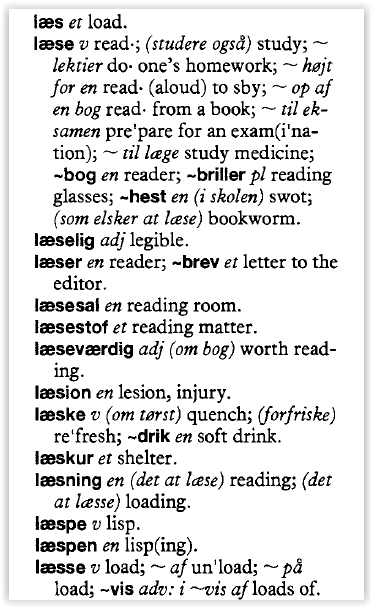 læs et load.
læse v read·; (studere også) study; ~
lektier do· one's homework; ~ højt
for en read· (aloud) to sby; ~ op af
en bog read· from a book; ~ til ek-
samen pre'pare for an exam(i'na-
tion); ~ til læge study medicine;
~bog en reader; ~briller pl reading
glasses; ~hest en (i skolen) swot;
(som elsker at læse) bookworm.
læselig adj legible.
læser en reader; ~brev et letter to the
editor.
læsesal en reading room.
læsestof et reading matter.
læseværdig adj (om bog) worth read-
ing.
læsion en lesion, injury.
læske v (om tørst) quench; (forfriske)
re'fresh; ~drik en soft drink.
læskur et shelter.
læsning en (det at læse) reading; (det
at læsse) loading.
læspe v lisp.
læspen en lisp(ing).
læsse v load; ~ af un'load; ~ på
load; ~vis adv: i ~vis af loads of.